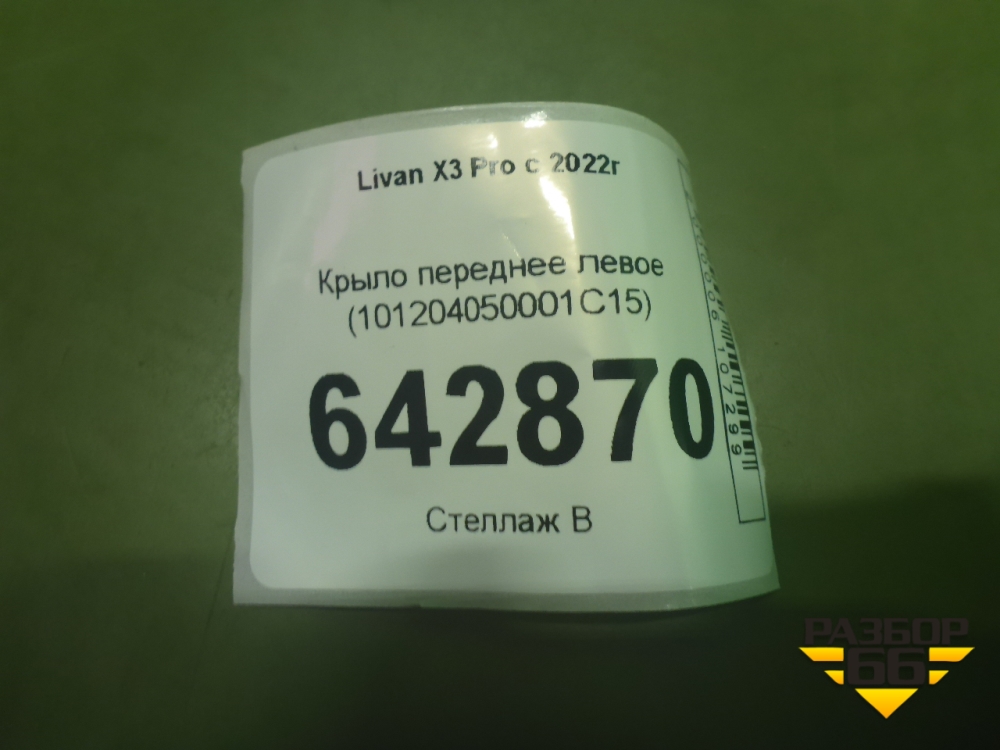 Livan X3 Pro с 2022г
Крыло переднее левое
(101204050001C15)
642870
Стеллаж В
РАЗБОР
66